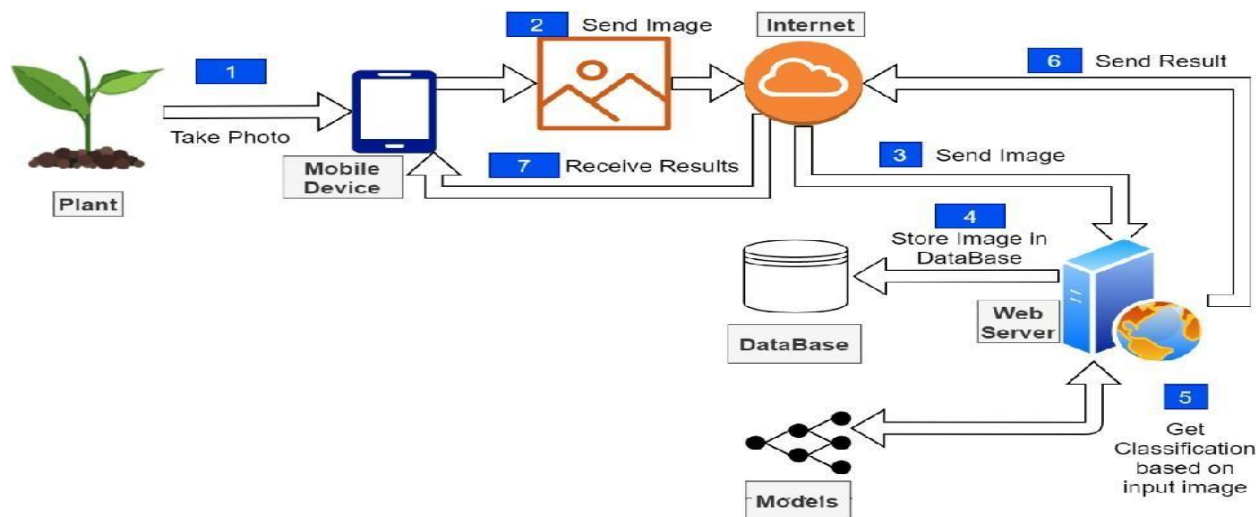 2 Send Image
Internet
1
Take Photo
6 Send Result
Plant
Mobile
Device
7 Receive Results
3 Send Image
4
Store Image in
DataBase
DataBase
Web
Server
5
Get
Classification
based on
input image
Models